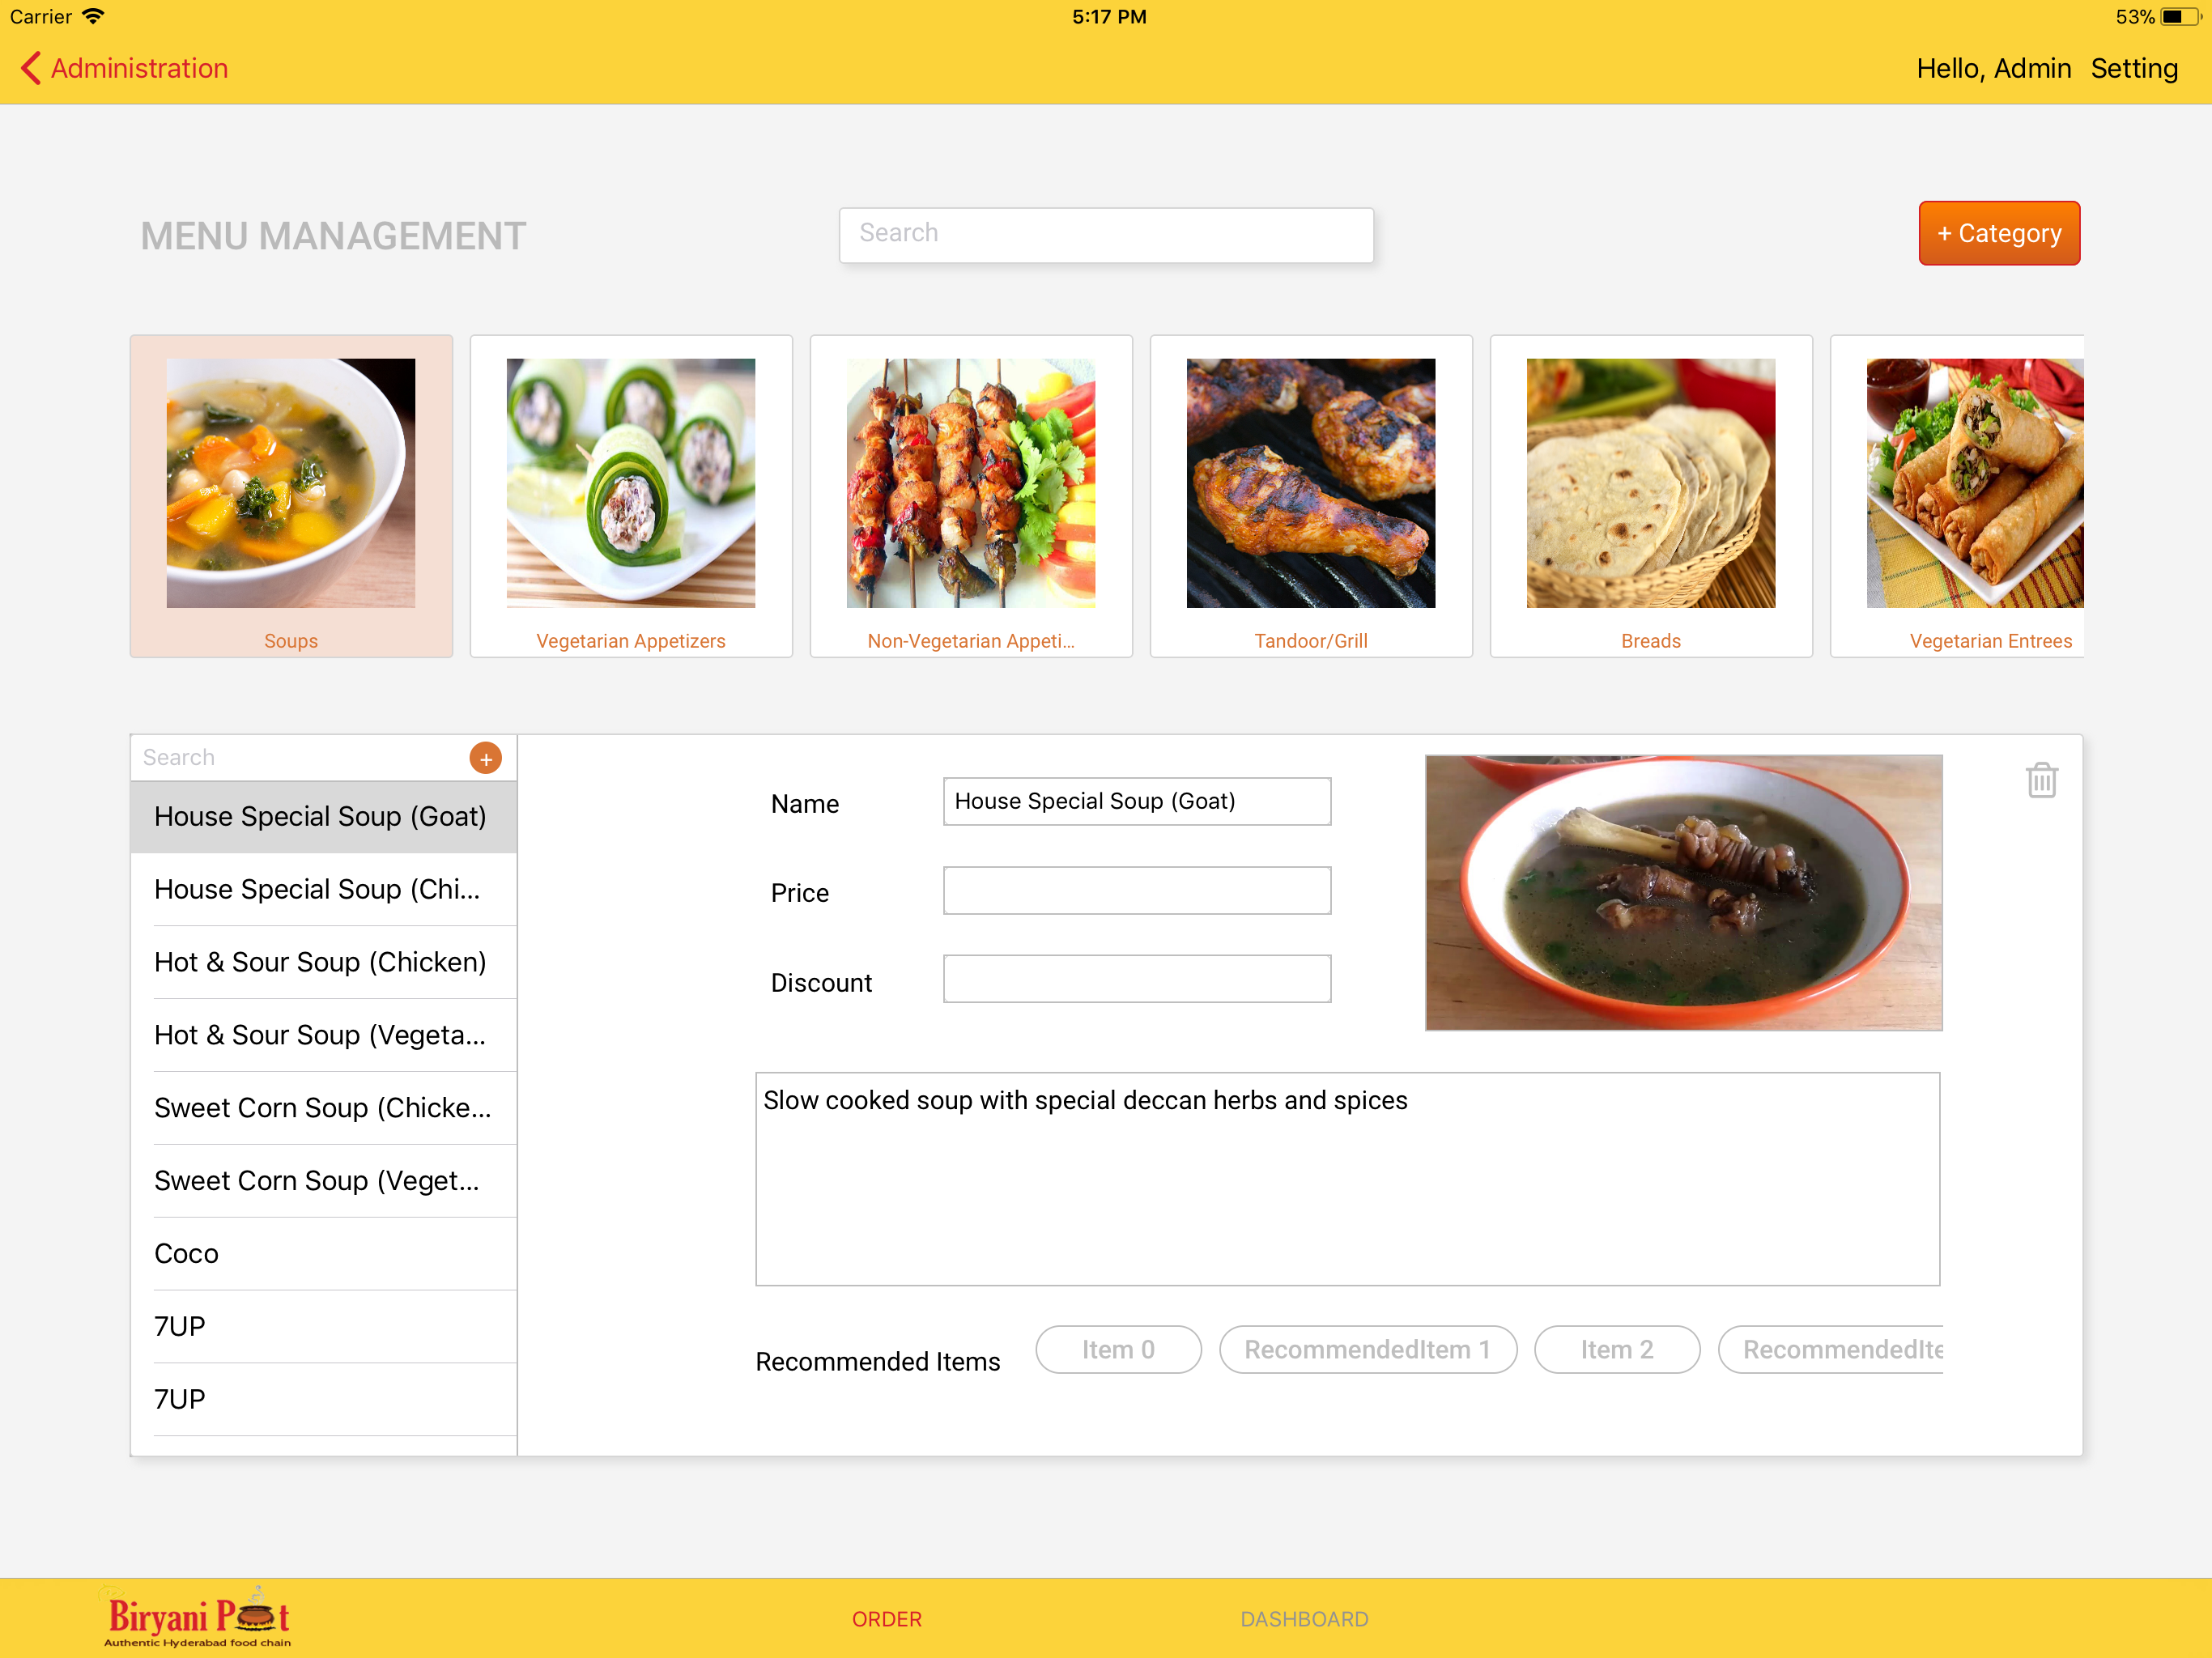 Carrier 5:17 PM 53%
Administration Hello, Admin Setting
MENU MANAGEMENT Search + Category
Soups Vegetarian Appetizers Non-Vegetarian Appeti... Tandoor/Grill Breads Vegetarian Entrees
Search +
House Special Soup (Goat)
House Special Soup (Chi...
Hot & Sour Soup (Chicken)
Hot & Sour Soup (Vegeta...
Sweet Corn Soup (Chicke...
Sweet Corn Soup (Veget...
Coco
7UP
7UP
Name House Special Soup (Goat)
Price
Discount
Slow cooked soup with special deccan herbs and spices
Recommended Items Item 0 RecommendedItem 1 Item 2 RecommendedIte
Biryani Pot
Authentic Hyderabad food chain
ORDER DASHBOARD